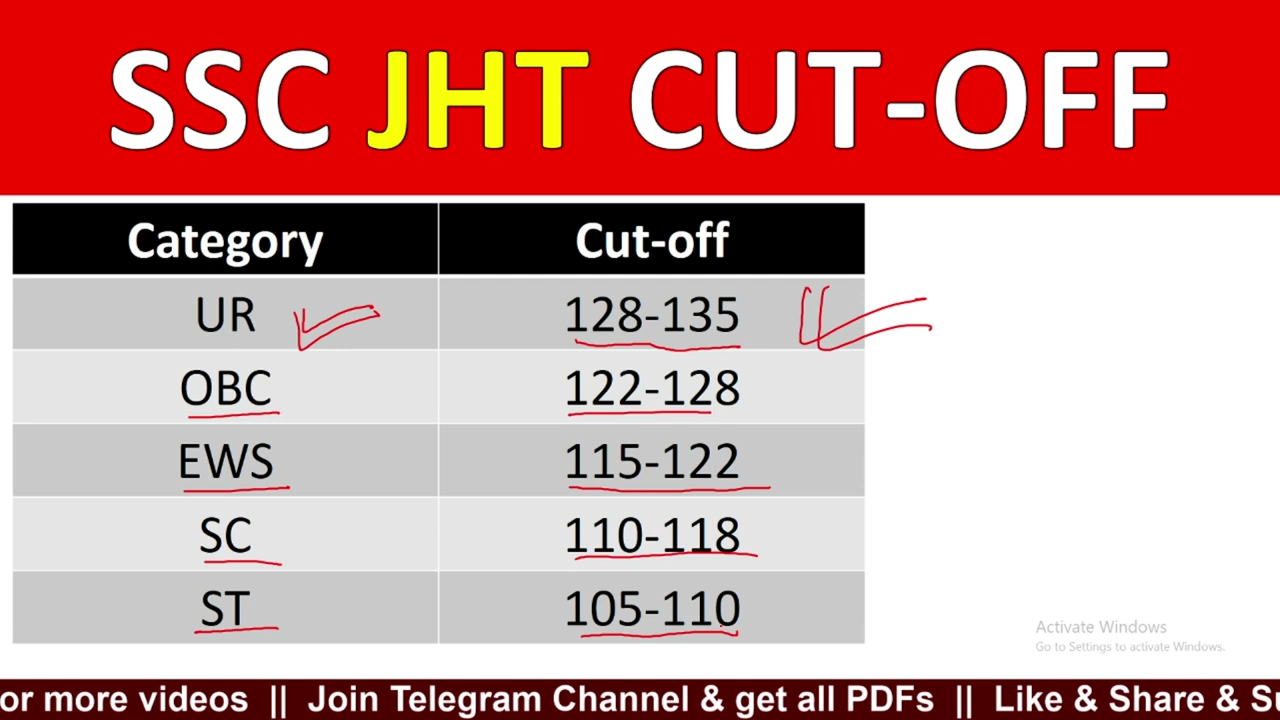 SSC JHT CUT-OFF
Category Cut-off
UR 128-135
OBC 122-128
EWS 115-122
SC 110-118
ST 105-110
Activate Windows
Go to Settings to activate Windows.
or more videos || Join Telegram Channel & get all PDFs || Like & Share & Su